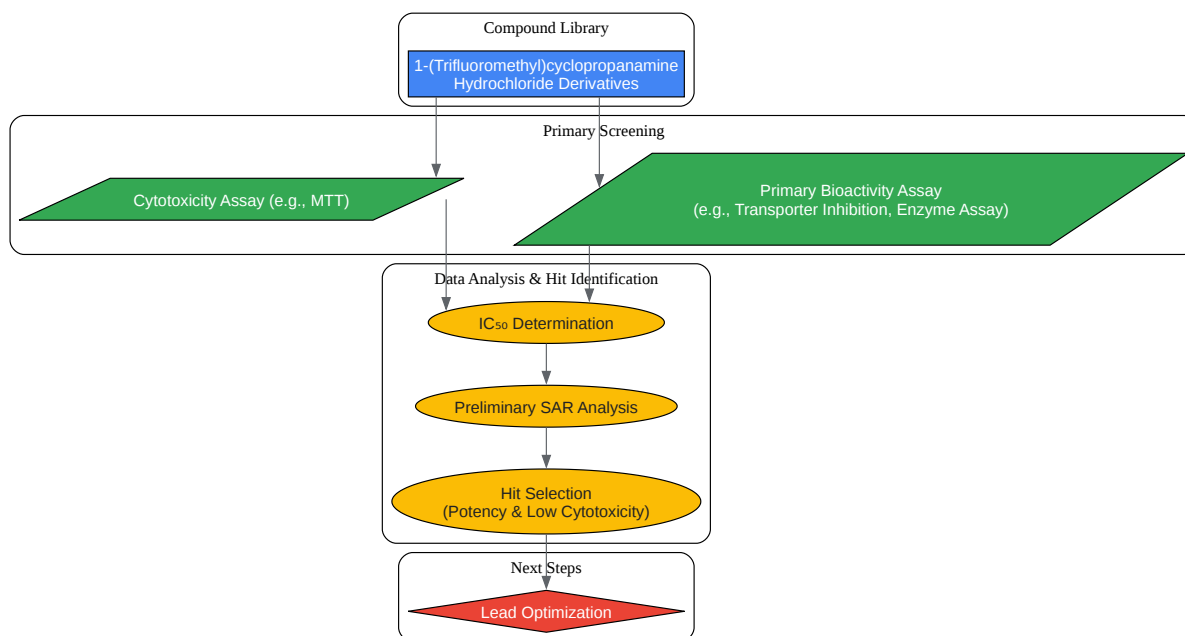 Compound Library
1-(Trifluoromethyl)cyclopropanamine
Hydrochloride Derivatives
Primary Screening
Cytotoxicity Assay (e.g., MTT)
Primary Bioactivity Assay
(e.g., Transporter Inhibition, Enzyme Assay)
Data Analysis & Hit Identification
IC₅₀ Determination
Preliminary SAR Analysis
Hit Selection
(Potency & Low Cytotoxicity)
Next Steps
Lead Optimization